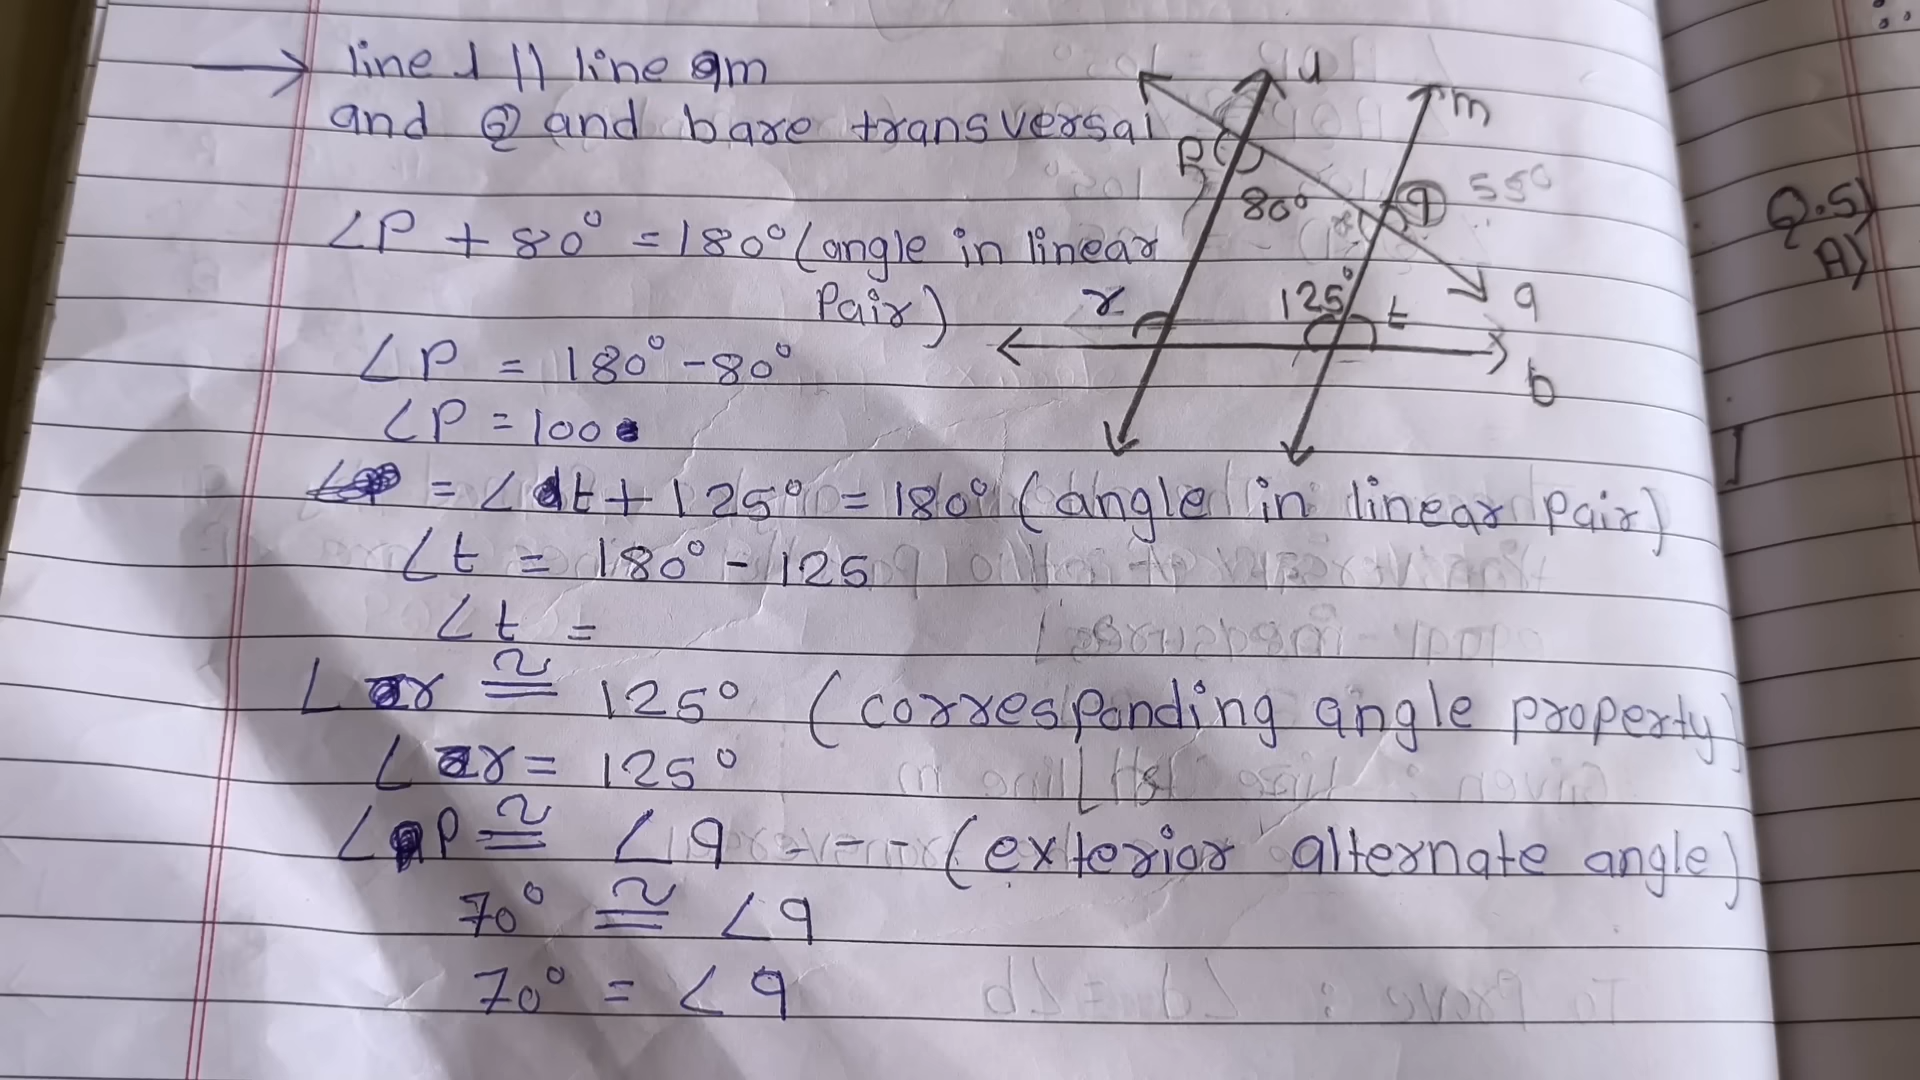 → line l || line m
and a and b are transversal
∠P + 80° = 180° (angle in linear
Pair)
∠P = 180° - 80°
∠P = 100
= ∠t + 125° = 180° (angle in linear pair)
∠t = 180° - 125
∠t =
∠r ≅ 125° (corresponding angle property)
∠r = 125°
∠P ≅ ∠q - - - - (exterior alternate angle)
70° ≅ ∠q
70° = ∠q
l
m
P
80°
q
55°
r
125°
t
q
b
Q.5)
A)